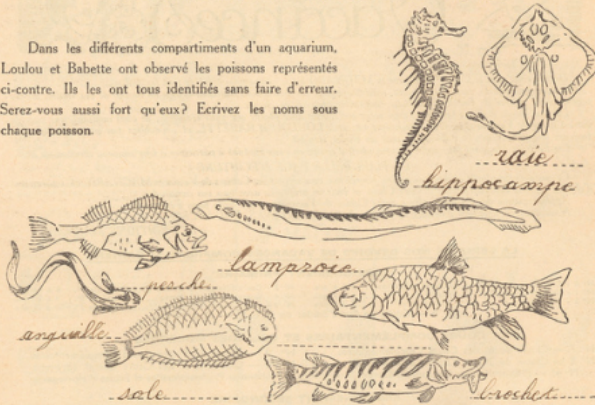 Dans les différents compartiments d'un aquarium,
Loulou et Babette ont observé les poissons représentés
ci-contre. Ils les ont tous identifiés sans faire d'erreur.
Serez-vous aussi fort qu'eux? Ecrivez les noms sous
chaque poisson.
raie
hippocampe
lamproie
pesche
anguille
sole
brochet